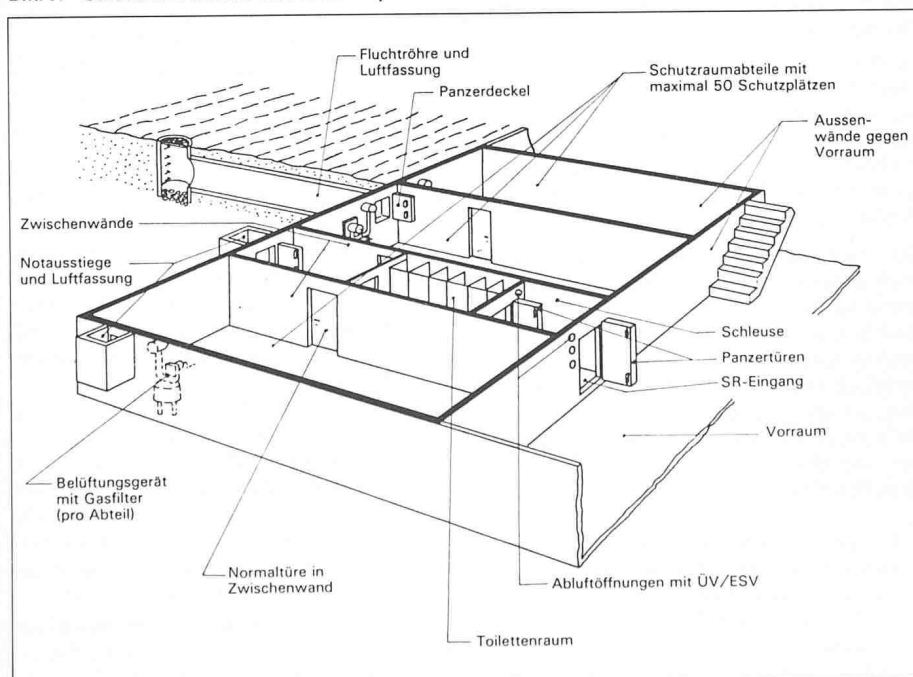 Fluchtröhre und
Luftfassung
Panzerdeckel
Schutzraumabteile mit
maximal 50 Schutzplätzen
Aussen-
wände gegen
Vorraum
Zwischenwände
Notausstiege
und Luftfassung
Schleuse
Panzertüren
SR-Eingang
Vorraum
Belüftungsgerät
mit Gasfilter
(pro Abteil)
Normaltüre in
Zwischenwand
Abluftöffnungen mit ÜV/ESV
Toilettenraum